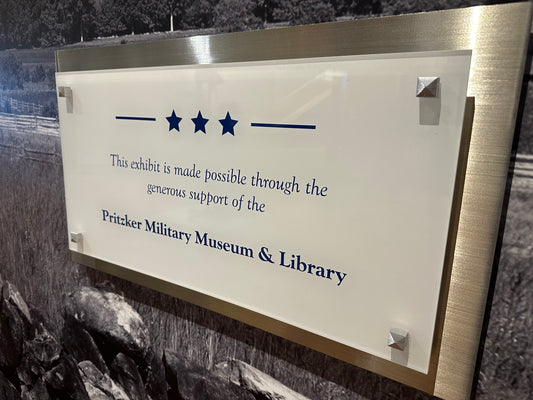 This exhibit is made possible through the
generous support of the
Pritzker Military Museum & Library